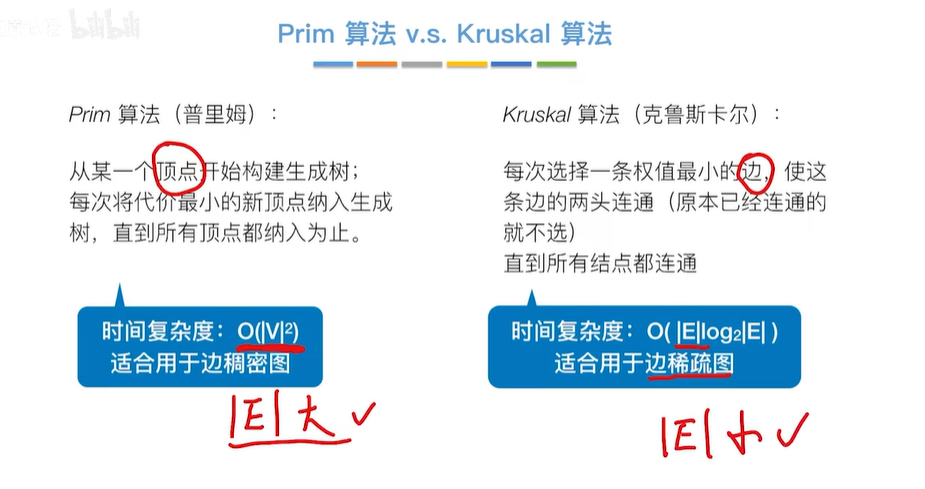 bilibili
Prim 算法 v.s. Kruskal 算法
Prim 算法（普里姆）：
从某一个顶点开始构建生成树；
每次将代价最小的新顶点纳入生成
树，直到所有顶点都纳入为止。
时间复杂度：O(|V|²)
适合用于边稠密图
|E|大✓
Kruskal 算法（克鲁斯卡尔）：
每次选择一条权值最小的边，使这
条边的两头连通（原本已经连通的
就不选）
直到所有结点都连通
时间复杂度：O( |E|log₂|E| )
适合用于边稀疏图
|E|小✓